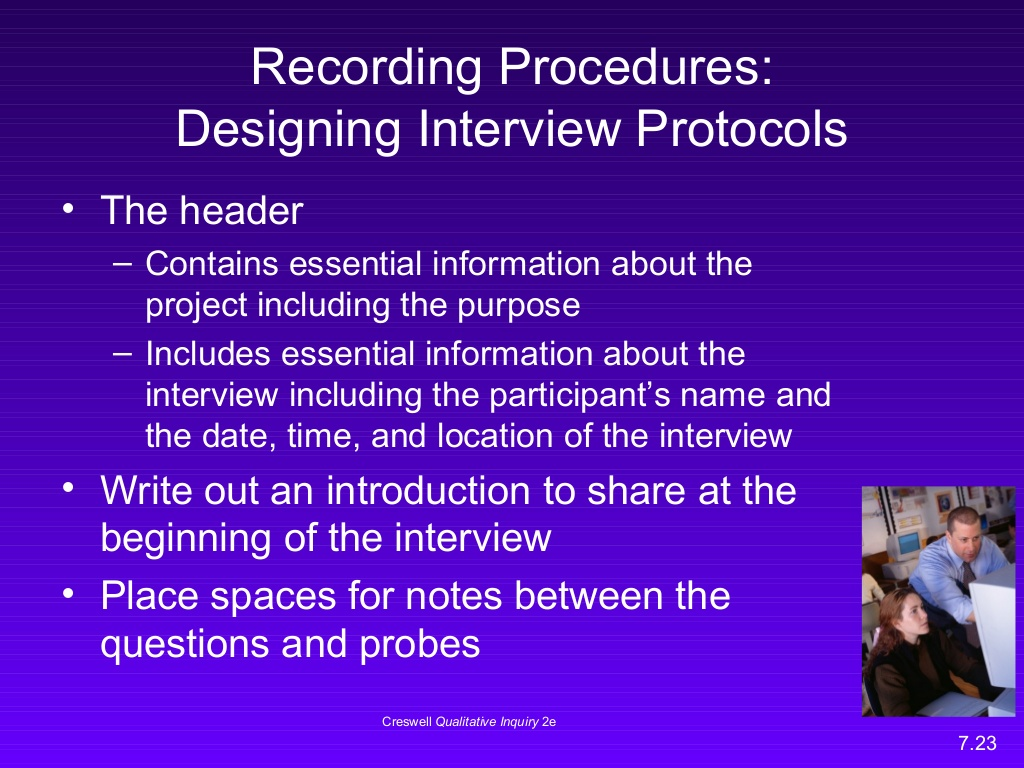 Recording Procedures:
Designing Interview Protocols
• The header
– Contains essential information about the
project including the purpose
– Includes essential information about the
interview including the participant’s name and
the date, time, and location of the interview
• Write out an introduction to share at the
beginning of the interview
• Place spaces for notes between the
questions and probes
Creswell Qualitative Inquiry 2e
7.23